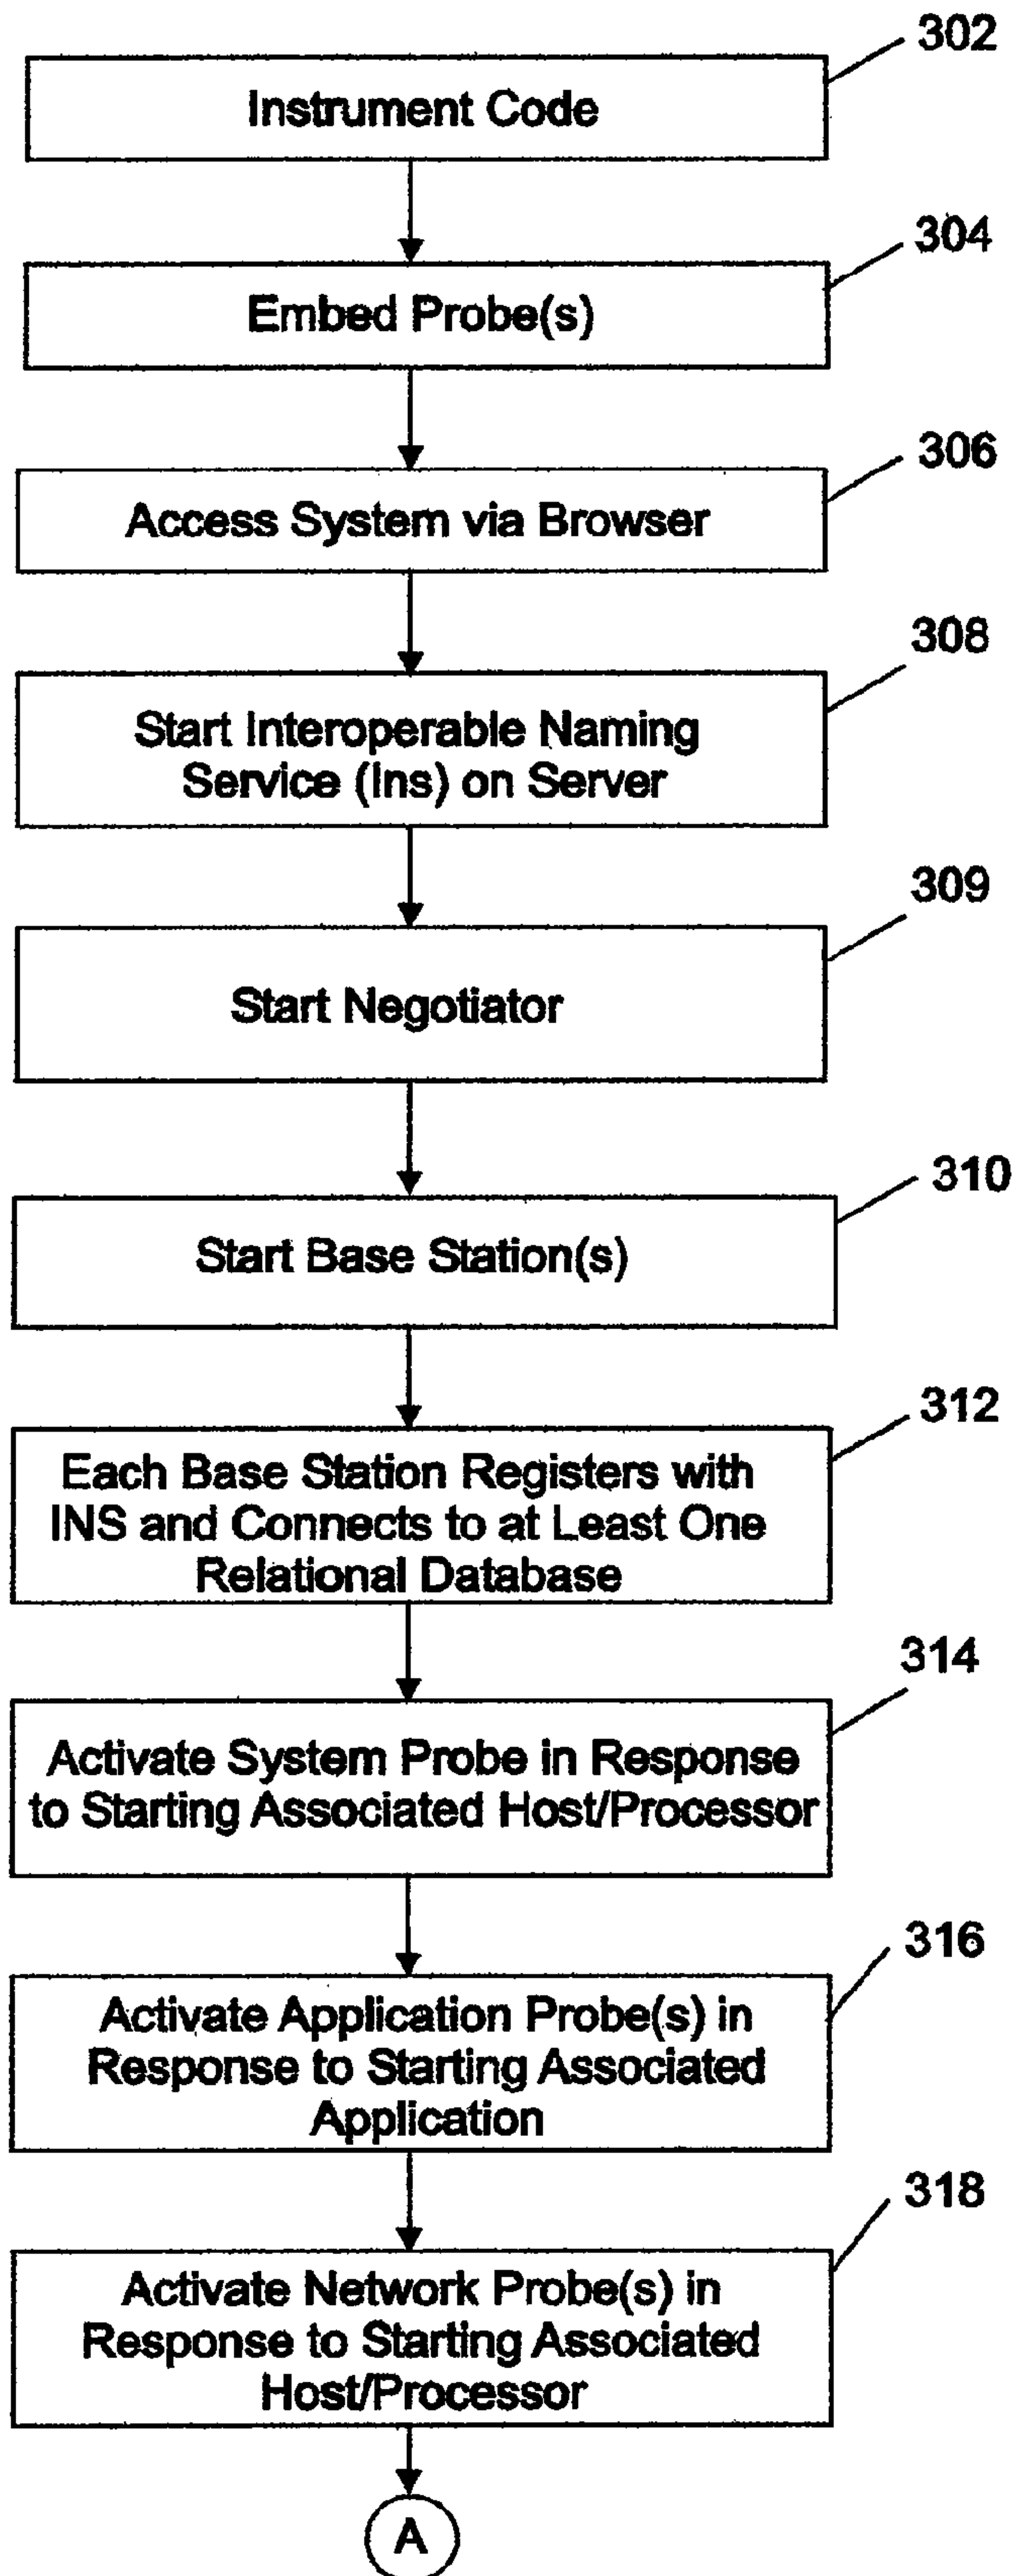 302
Instrument Code
304
Embed Probe(s)
306
Access System via Browser
308
Start Interoperable Naming
Service (Ins) on Server
309
Start Negotiator
310
Start Base Station(s)
312
Each Base Station Registers with
INS and Connects to at Least One
Relational Database
314
Activate System Probe in Response
to Starting Associated Host/Processor
316
Activate Application Probe(s) in
Response to Starting Associated
Application
318
Activate Network Probe(s) in
Response to Starting Associated
Host/Processor
A